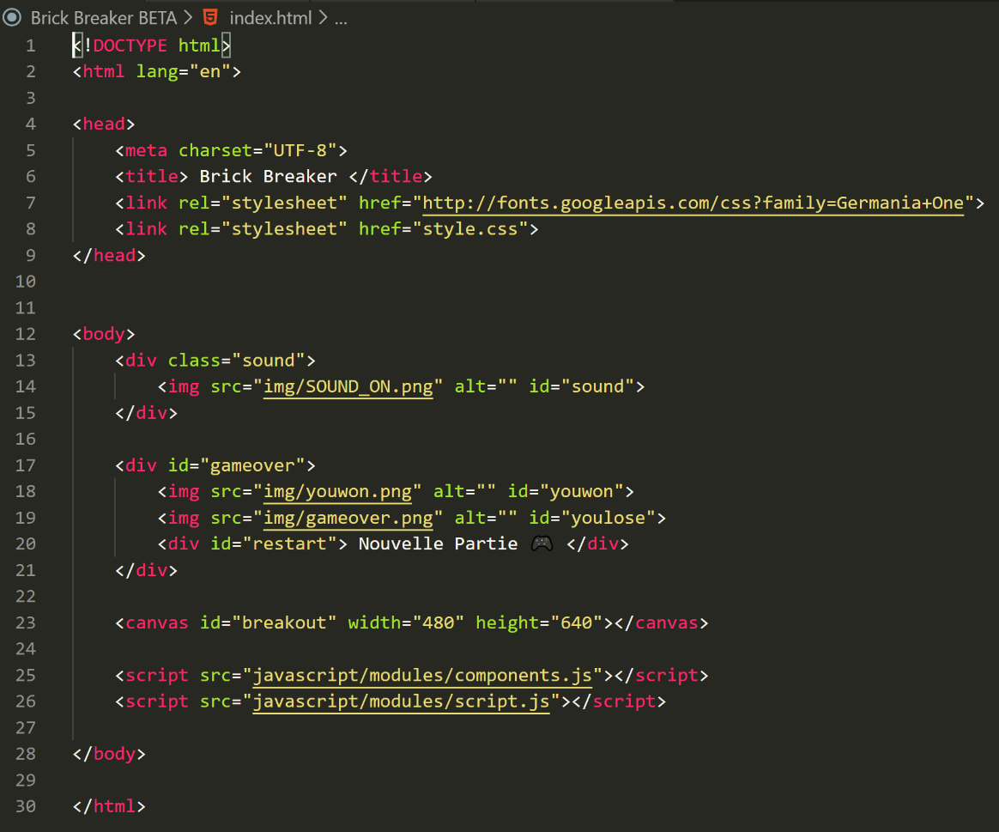 Brick Breaker BETA > index.html > ...
1 <!DOCTYPE html>
2 <html lang="en">
3
4 <head>
5     <meta charset="UTF-8">
6     <title> Brick Breaker </title>
7     <link rel="stylesheet" href="http://fonts.googleapis.com/css?family=Germania+One">
8     <link rel="stylesheet" href="style.css">
9 </head>
10
11
12 <body>
13     <div class="sound">
14         <img src="img/SOUND_ON.png" alt="" id="sound">
15     </div>
16
17     <div id="gameover">
18         <img src="img/youwon.png" alt="" id="youwon">
19         <img src="img/gameover.png" alt="" id="youlose">
20         <div id="restart"> Nouvelle Partie 🎮 </div>
21     </div>
22
23     <canvas id="breakout" width="480" height="640"></canvas>
24
25     <script src="javascript/modules/components.js"></script>
26     <script src="javascript/modules/script.js"></script>
27
28 </body>
29
30 </html>